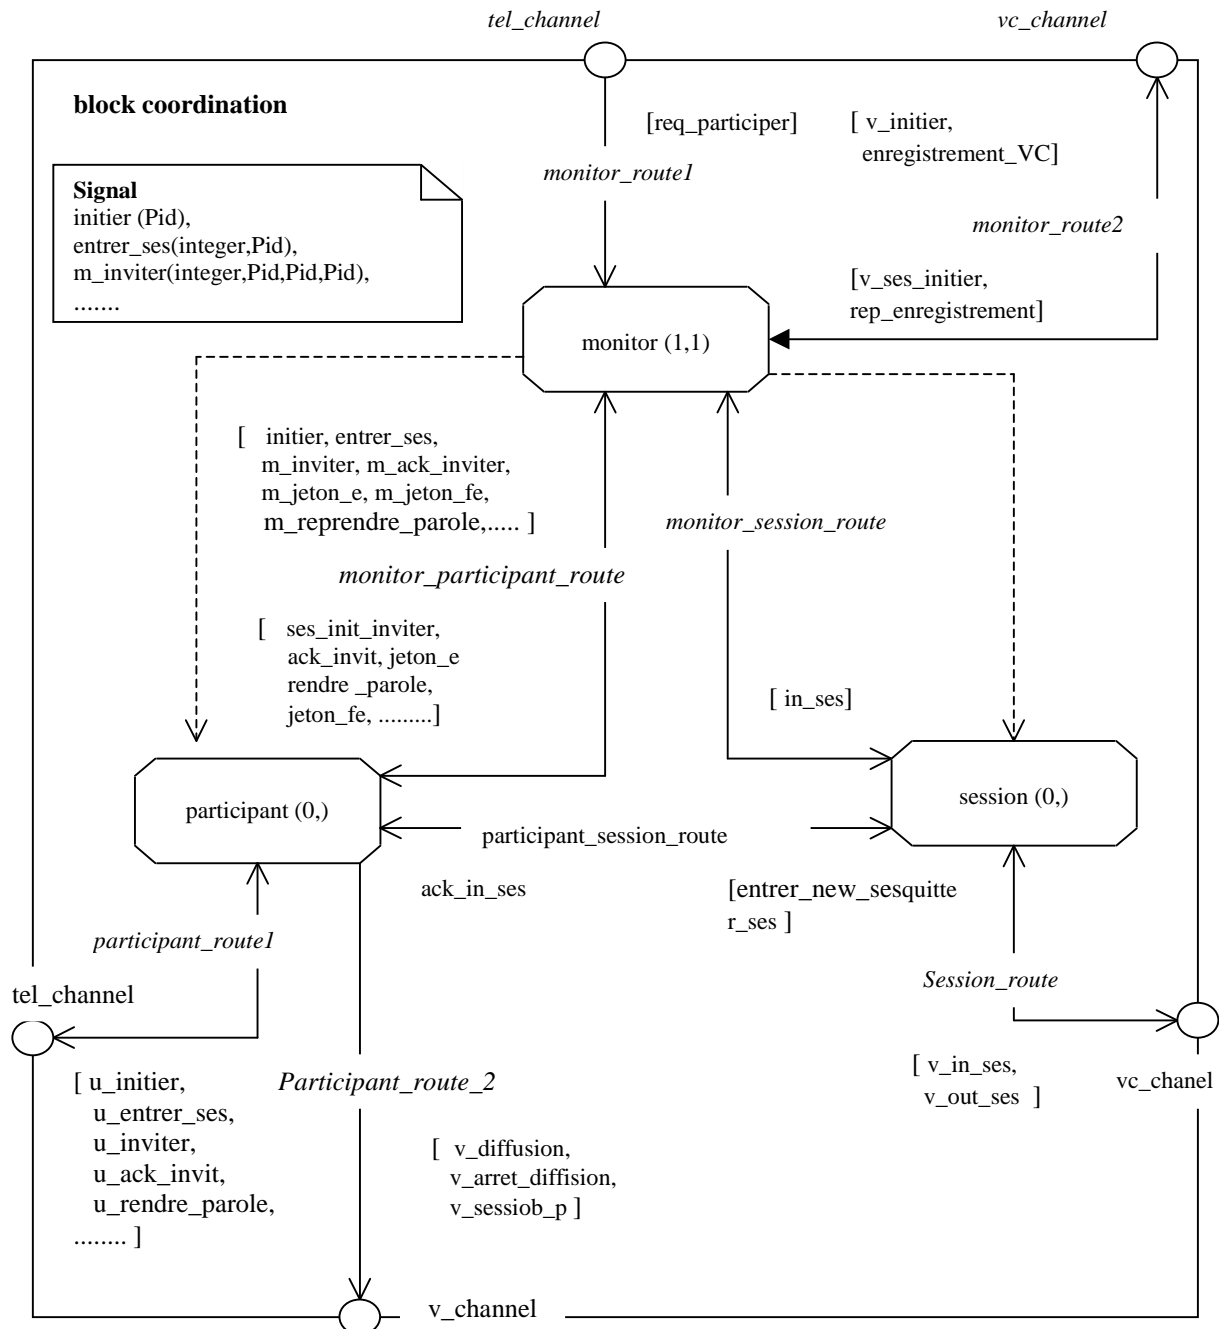 tel_channel
vc_channel
block coordination
[req_participer]
[ v_initier,
enregistrement_VC]
monitor_route1
Signal
initier (Pid),
entrer_ses(integer,Pid),
m_inviter(integer,Pid,Pid,Pid),
.......
monitor_route2
[v_ses_initier,
rep_enregistrement]
monitor (1,1)
[ initier, entrer_ses,
m_inviter, m_ack_inviter,
m_jeton_e, m_jeton_fe,
m_reprendre_parole,..... ]
monitor_session_route
monitor_participant_route
[ ses_init_inviter,
ack_invit, jeton_e
rendre _parole,
jeton_fe, .........]
[ in_ses]
participant (0,)
session (0,)
participant_session_route
ack_in_ses
[entrer_new_sesquitte
r_ses ]
participant_route1
Session_route
tel_channel
[ v_in_ses,
v_out_ses ]
vc_chanel
[ u_initier,
u_entrer_ses,
u_inviter,
u_ack_invit,
u_rendre_parole,
........ ]
Participant_route_2
[ v_diffusion,
v_arret_diffision,
v_sessiob_p ]
v_channel